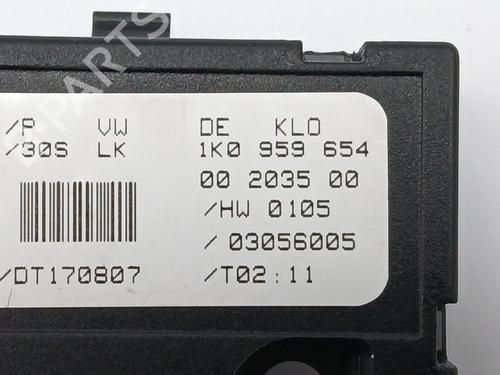 /P VW DE KLO
/30S LK 1K0 959 654
00 2035 00
/HW 0105
/03056005
/DT170807 /T02:11